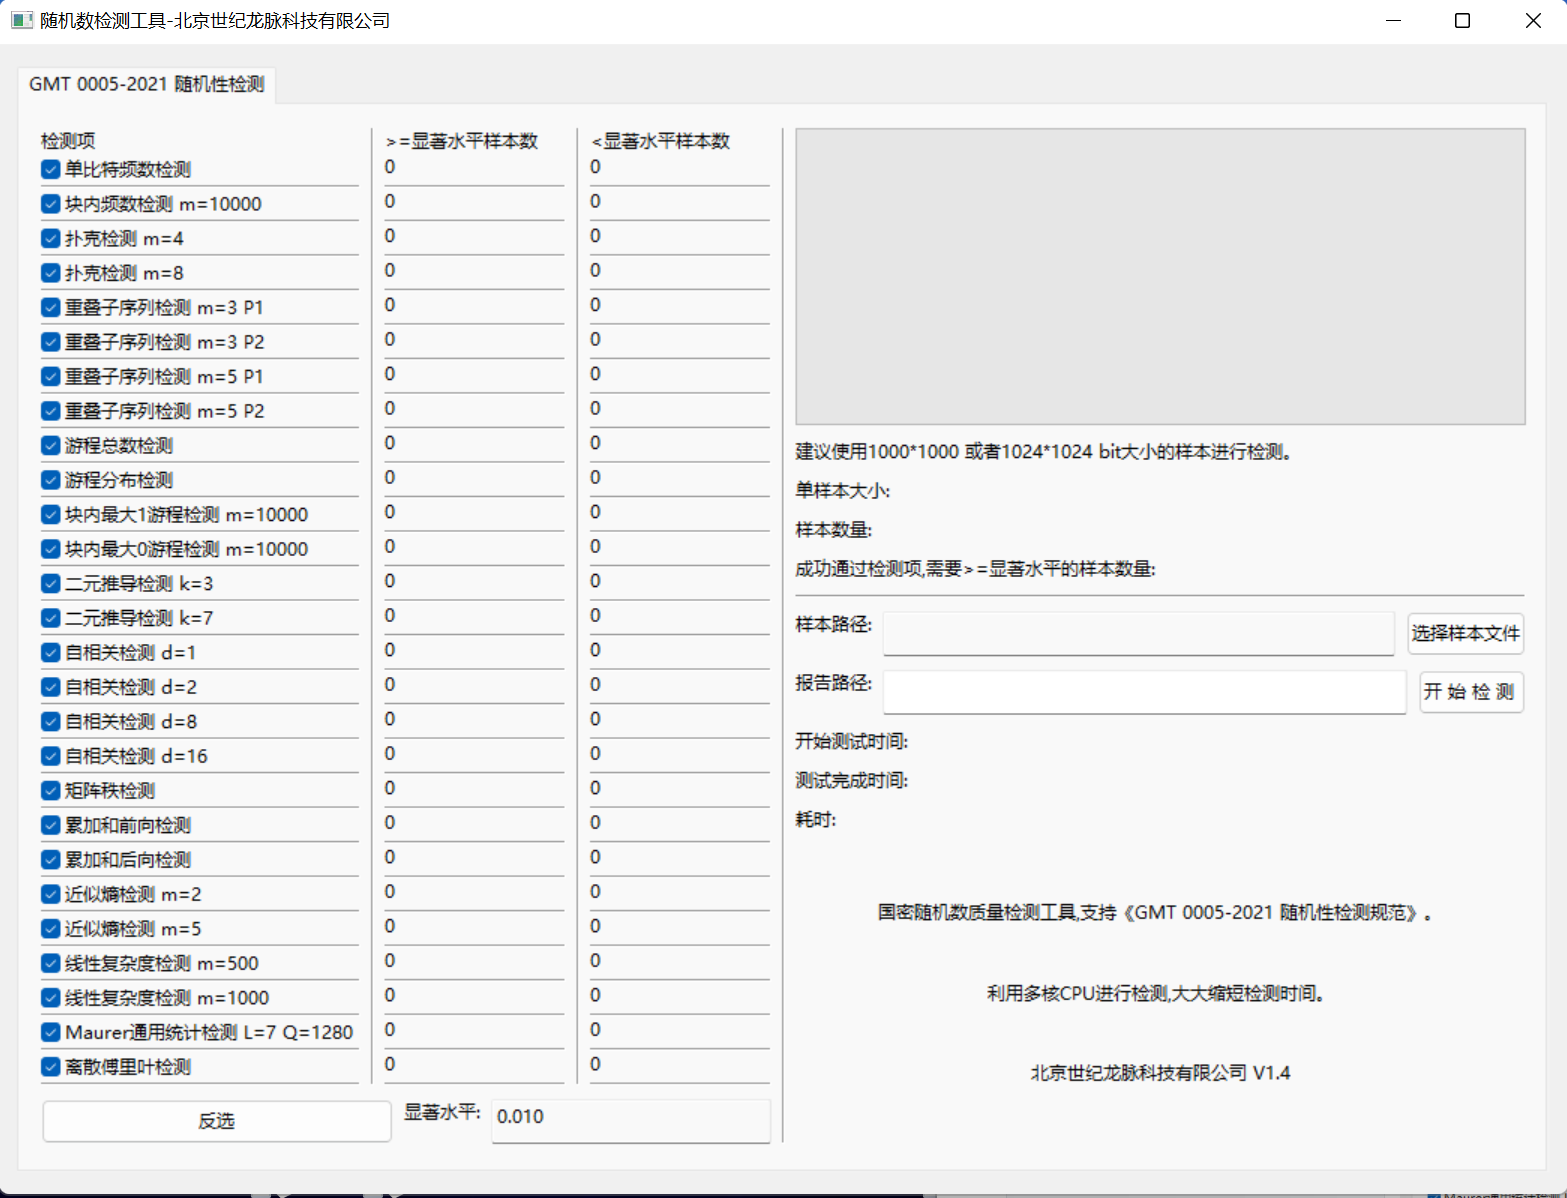 随机数检测工具-北京世纪龙脉科技有限公司
GMT 0005-2021 随机性检测
检测项 >=显著水平样本数 <显著水平样本数
单比特频数检测 0 0
块内频数检测 m=10000 0 0
扑克检测 m=4 0 0
扑克检测 m=8 0 0
重叠子序列检测 m=3 P1 0 0
重叠子序列检测 m=3 P2 0 0
重叠子序列检测 m=5 P1 0 0
重叠子序列检测 m=5 P2 0 0
游程总数检测 0 0
游程分布检测 0 0
块内最大1游程检测 m=10000 0 0
块内最大0游程检测 m=10000 0 0
二元推导检测 k=3 0 0
二元推导检测 k=7 0 0
自相关检测 d=1 0 0
自相关检测 d=2 0 0
自相关检测 d=8 0 0
自相关检测 d=16 0 0
矩阵秩检测 0 0
累加和前向检测 0 0
累加和后向检测 0 0
近似熵检测 m=2 0 0
近似熵检测 m=5 0 0
线性复杂度检测 m=500 0 0
线性复杂度检测 m=1000 0 0
Maurer通用统计检测 L=7 Q=1280 0 0
离散傅里叶检测 0 0
反选 显著水平: 0.010
建议使用1000*1000 或者1024*1024 bit大小的样本进行检测。
单样本大小:
样本数量:
成功通过检测项,需要>=显著水平的样本数量:
样本路径: 选择样本文件
报告路径: 开 始 检 测
开始测试时间:
测试完成时间:
耗时:
国密随机数质量检测工具,支持《GMT 0005-2021 随机性检测规范》。
利用多核CPU进行检测,大大缩短检测时间。
北京世纪龙脉科技有限公司 V1.4